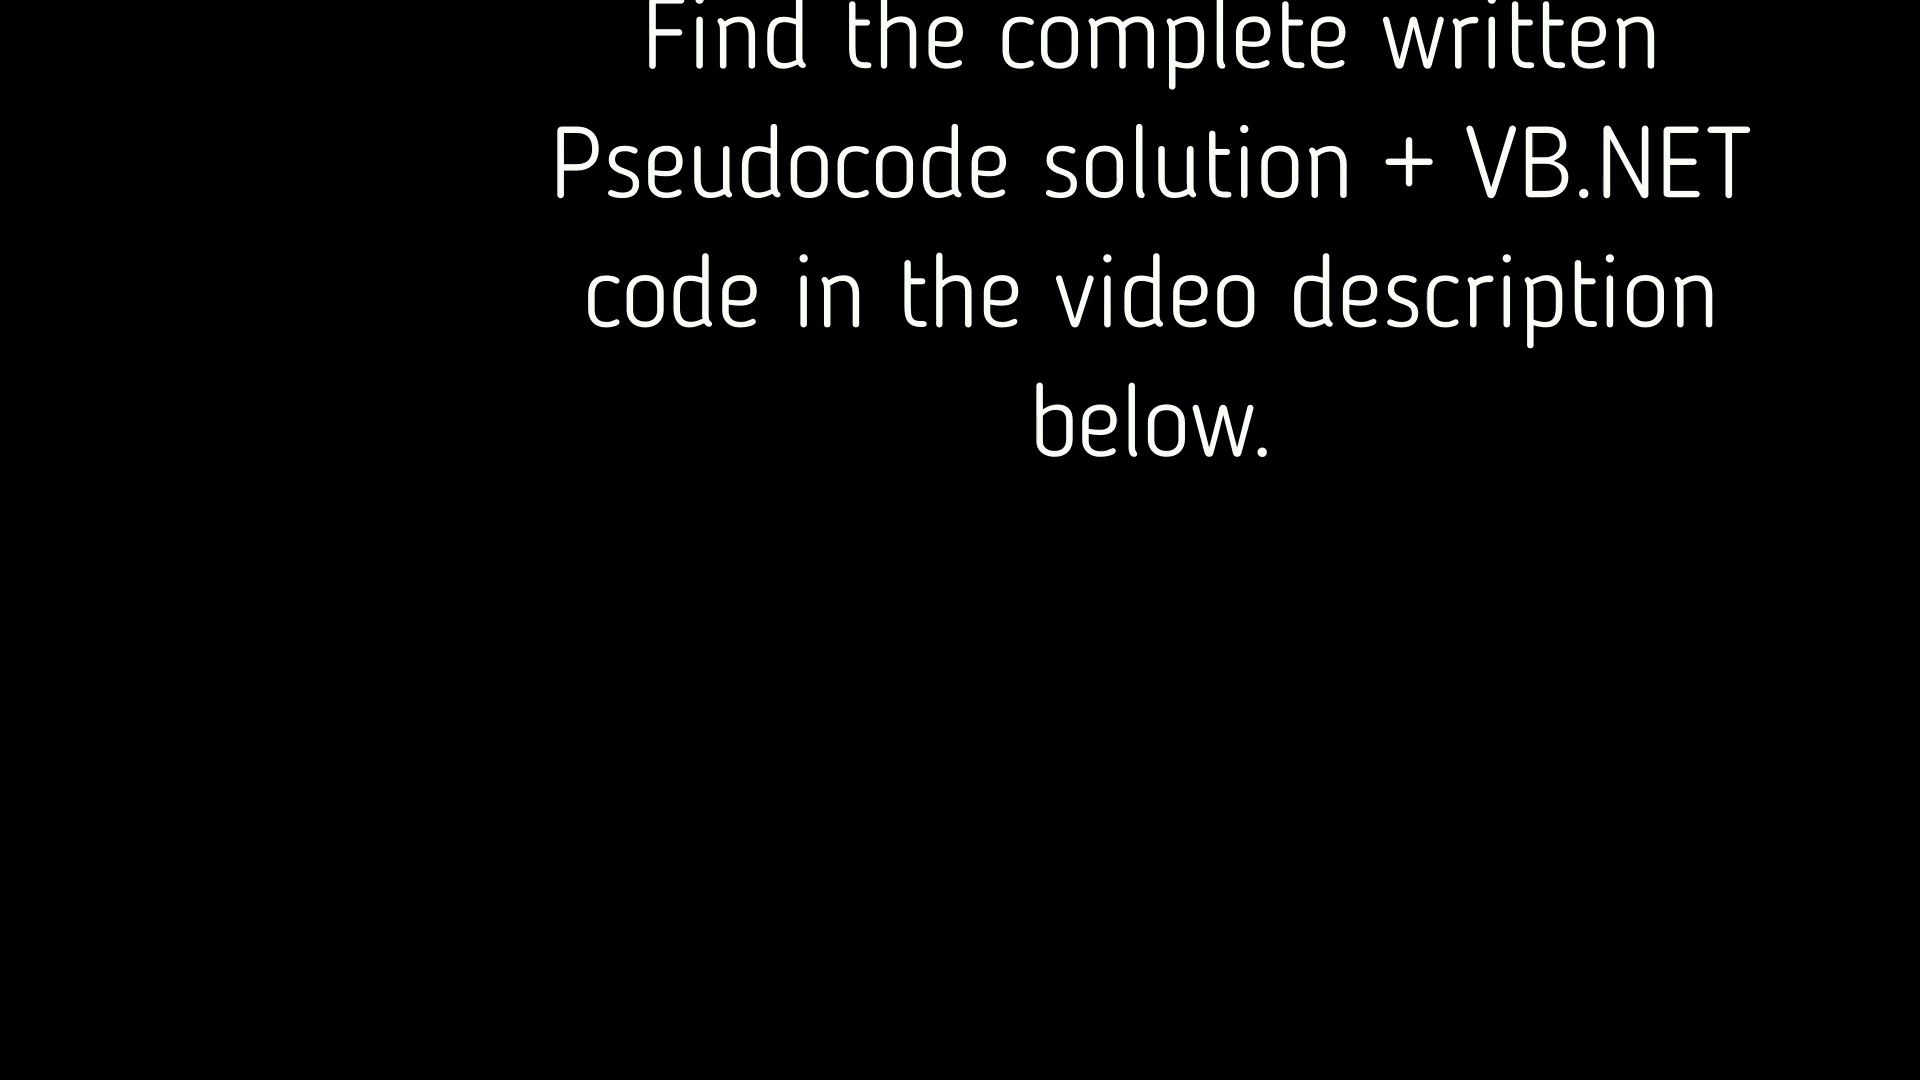 Find the complete written
Pseudocode solution + VB.NET
code in the video description
below.